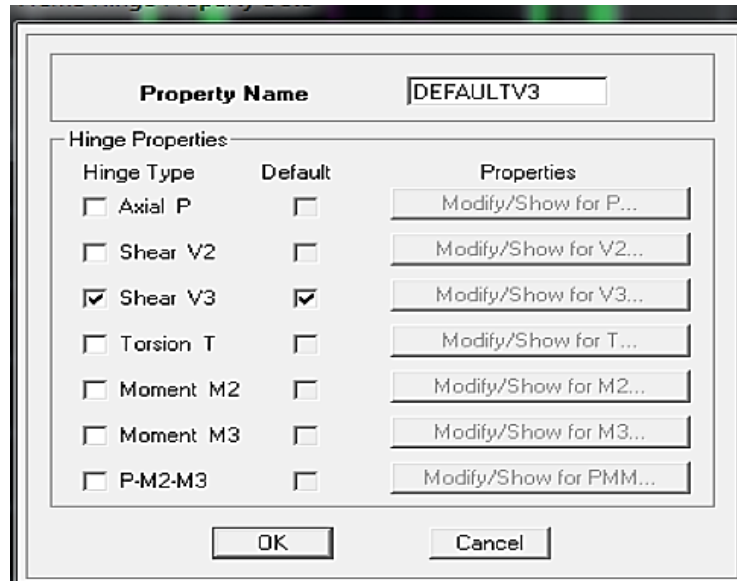 Property Name DEFAULTV3
Hinge Properties
Hinge Type Default Properties
Axial P Modify/Show for P...
Shear V2 Modify/Show for V2...
Shear V3 Modify/Show for V3...
Torsion T Modify/Show for T...
Moment M2 Modify/Show for M2...
Moment M3 Modify/Show for M3...
P-M2-M3 Modify/Show for PMM...
OK Cancel